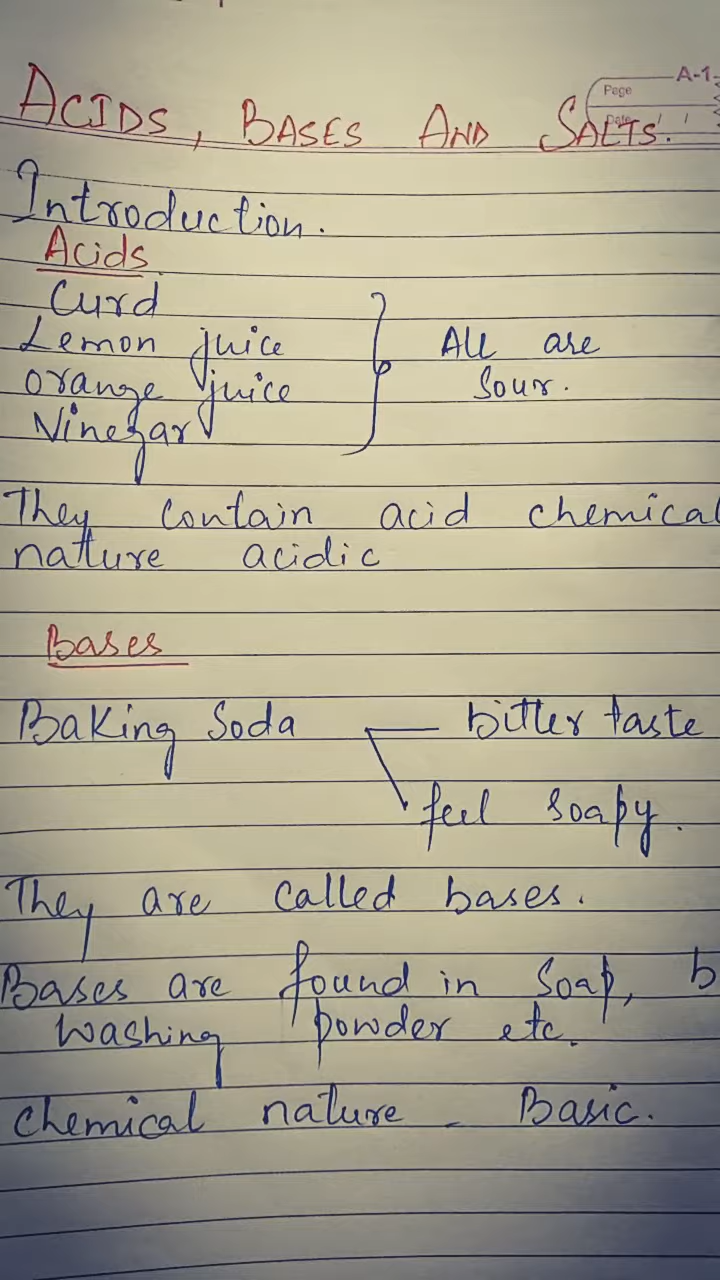 A-1
Page
Date
ACIDS, BASES AND SALTS.
Introduction.
Acids
Curd
Lemon juice
All are
Orange juice
Sour.
Vinegar
They contain acid chemical
nature acidic
Bases
Baking Soda — bitter taste
feel soapy.
They are called bases.
Bases are found in Soap, b
washing powder etc.
Chemical nature - Basic.